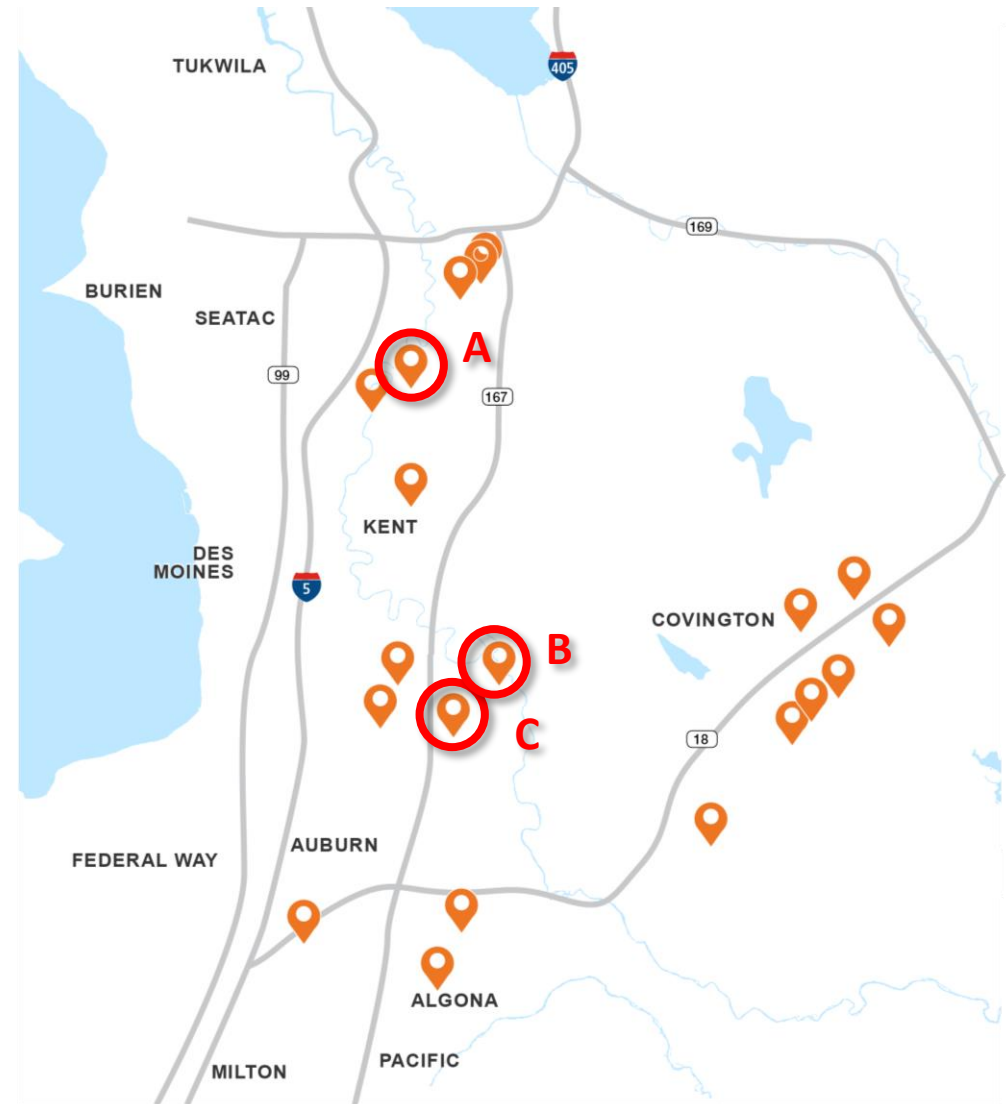 TUKWILA
405
169
BURIEN
SEATAC
A
99
167
KENT
DES
MOINES
5
COVINGTON
B
C
18
AUBURN
FEDERAL WAY
ALGONA
PACIFIC
MILTON